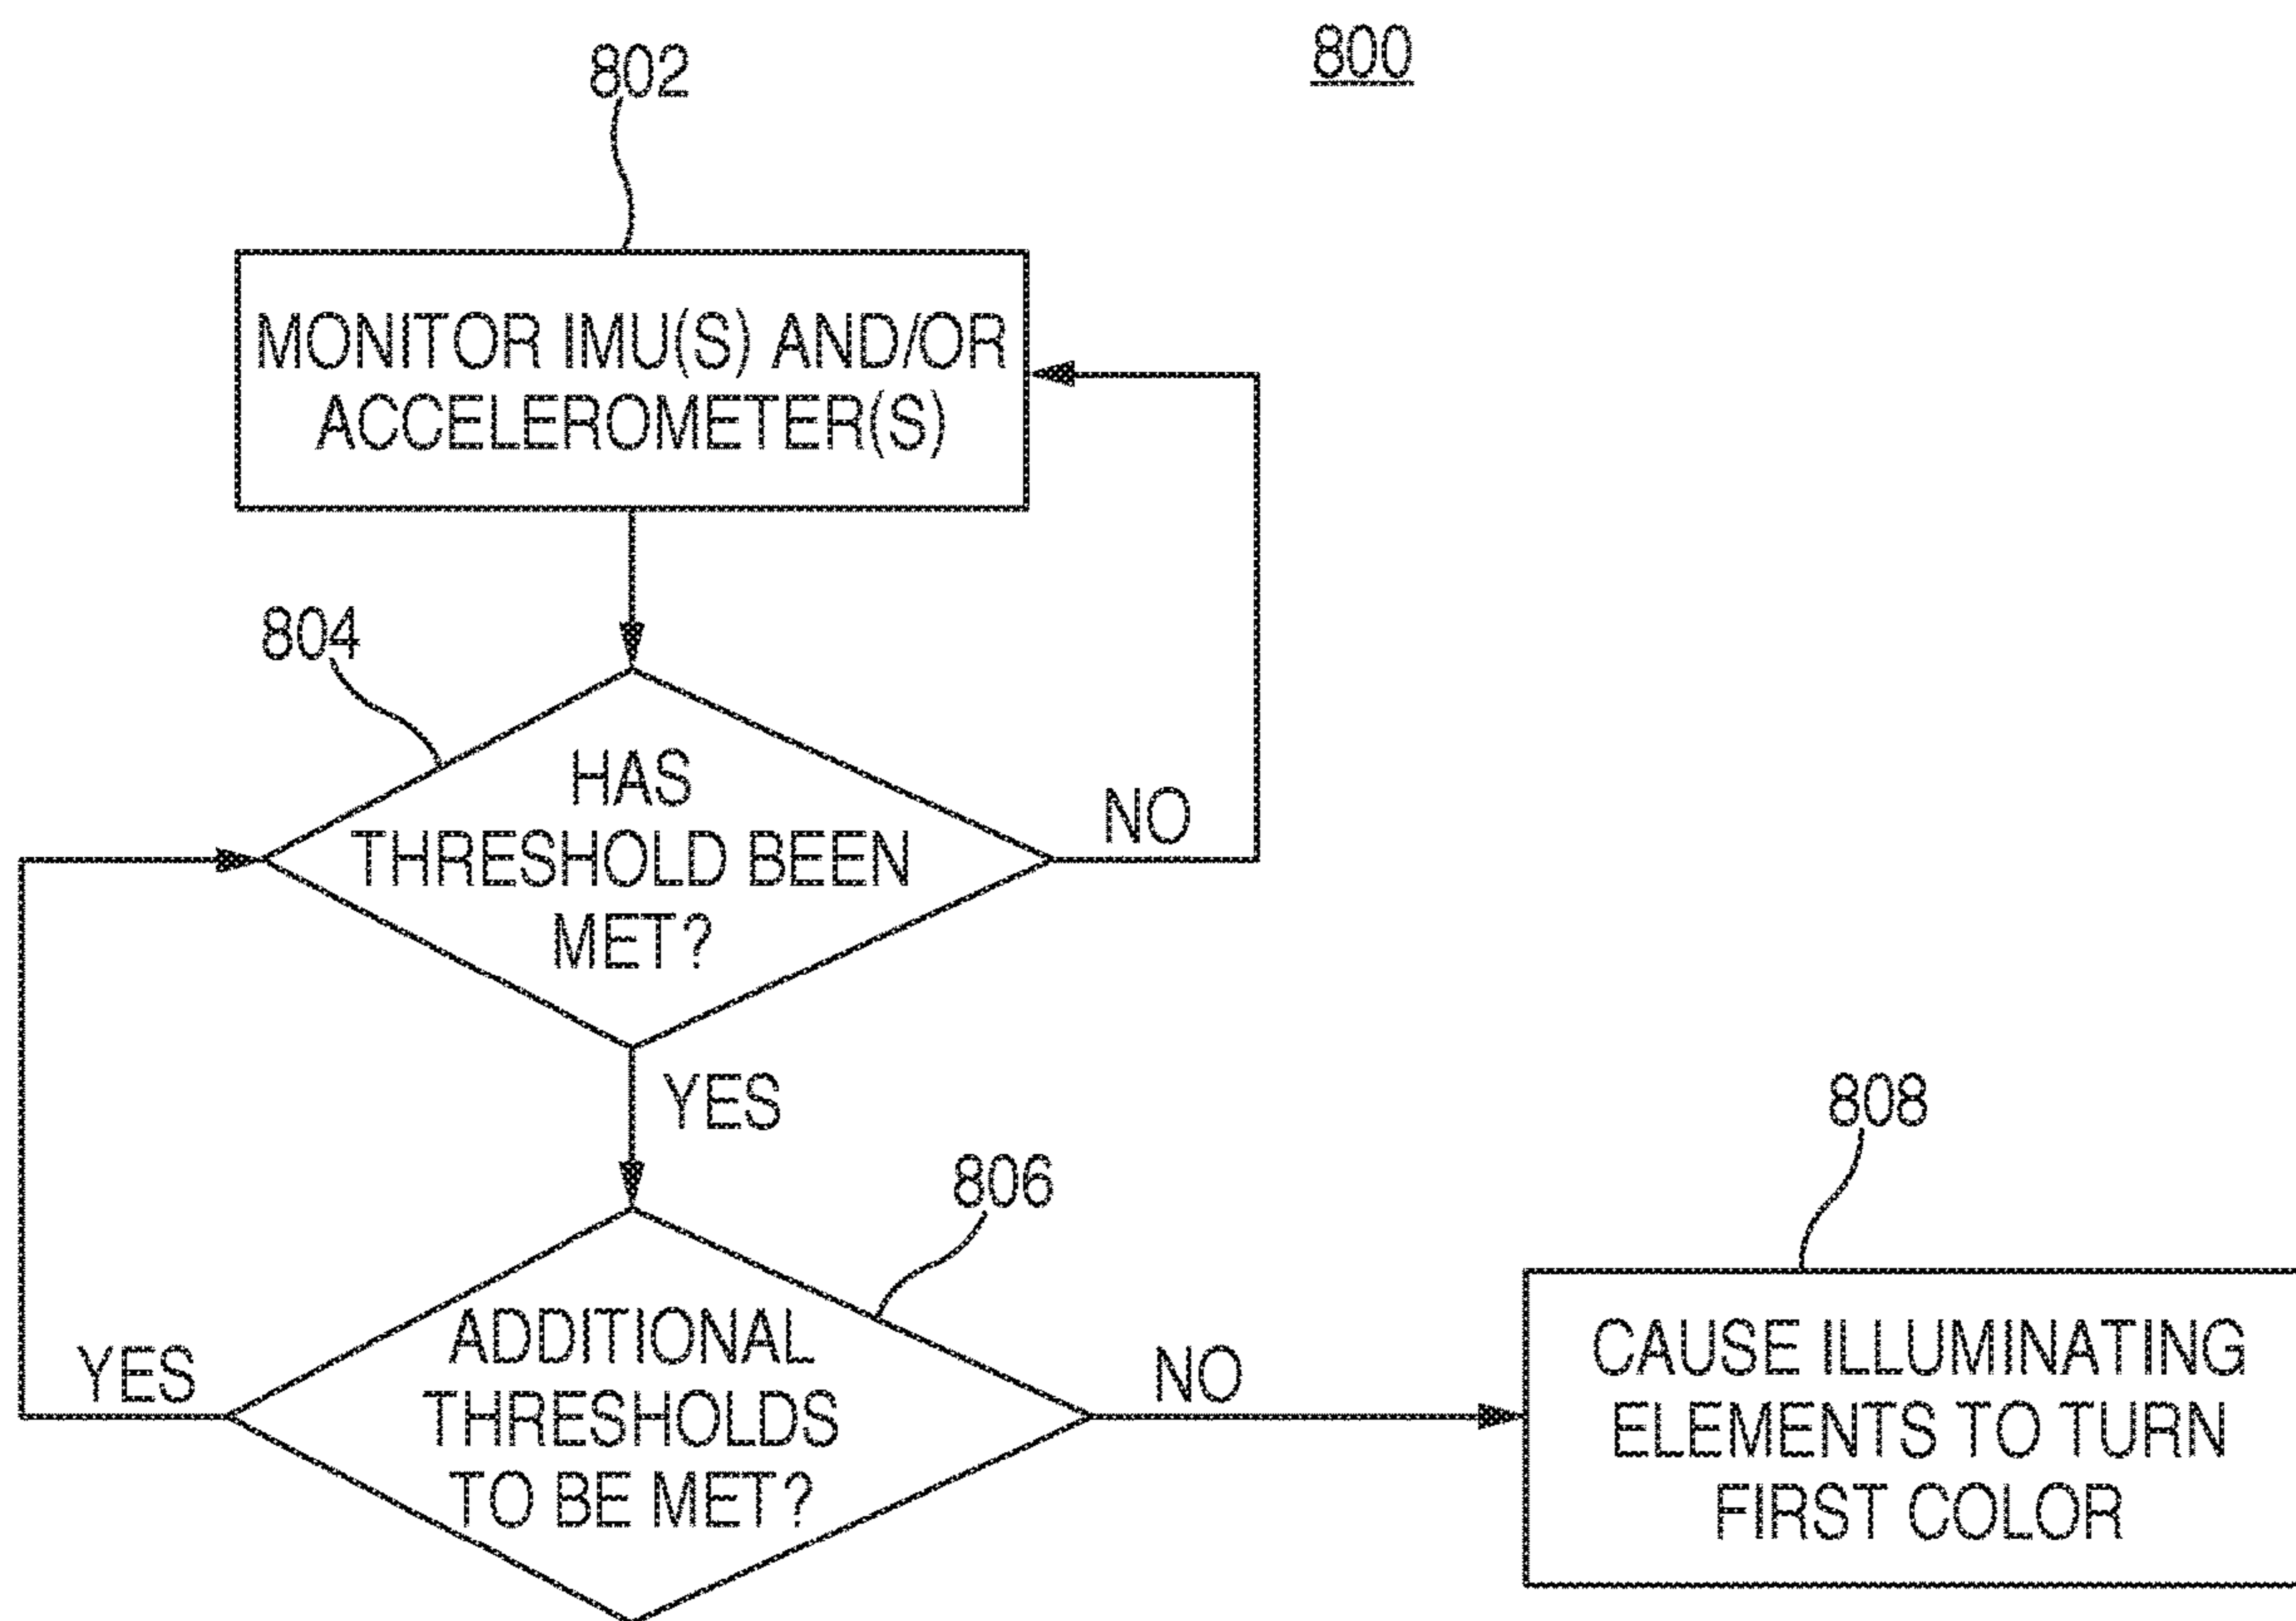 800
802
MONITOR IMU(S) AND/OR
ACCELEROMETER(S)
804
HAS
THRESHOLD BEEN
MET?
NO
YES
806
ADDITIONAL
THRESHOLDS
TO BE MET?
YES
NO
808
CAUSE ILLUMINATING
ELEMENTS TO TURN
FIRST COLOR